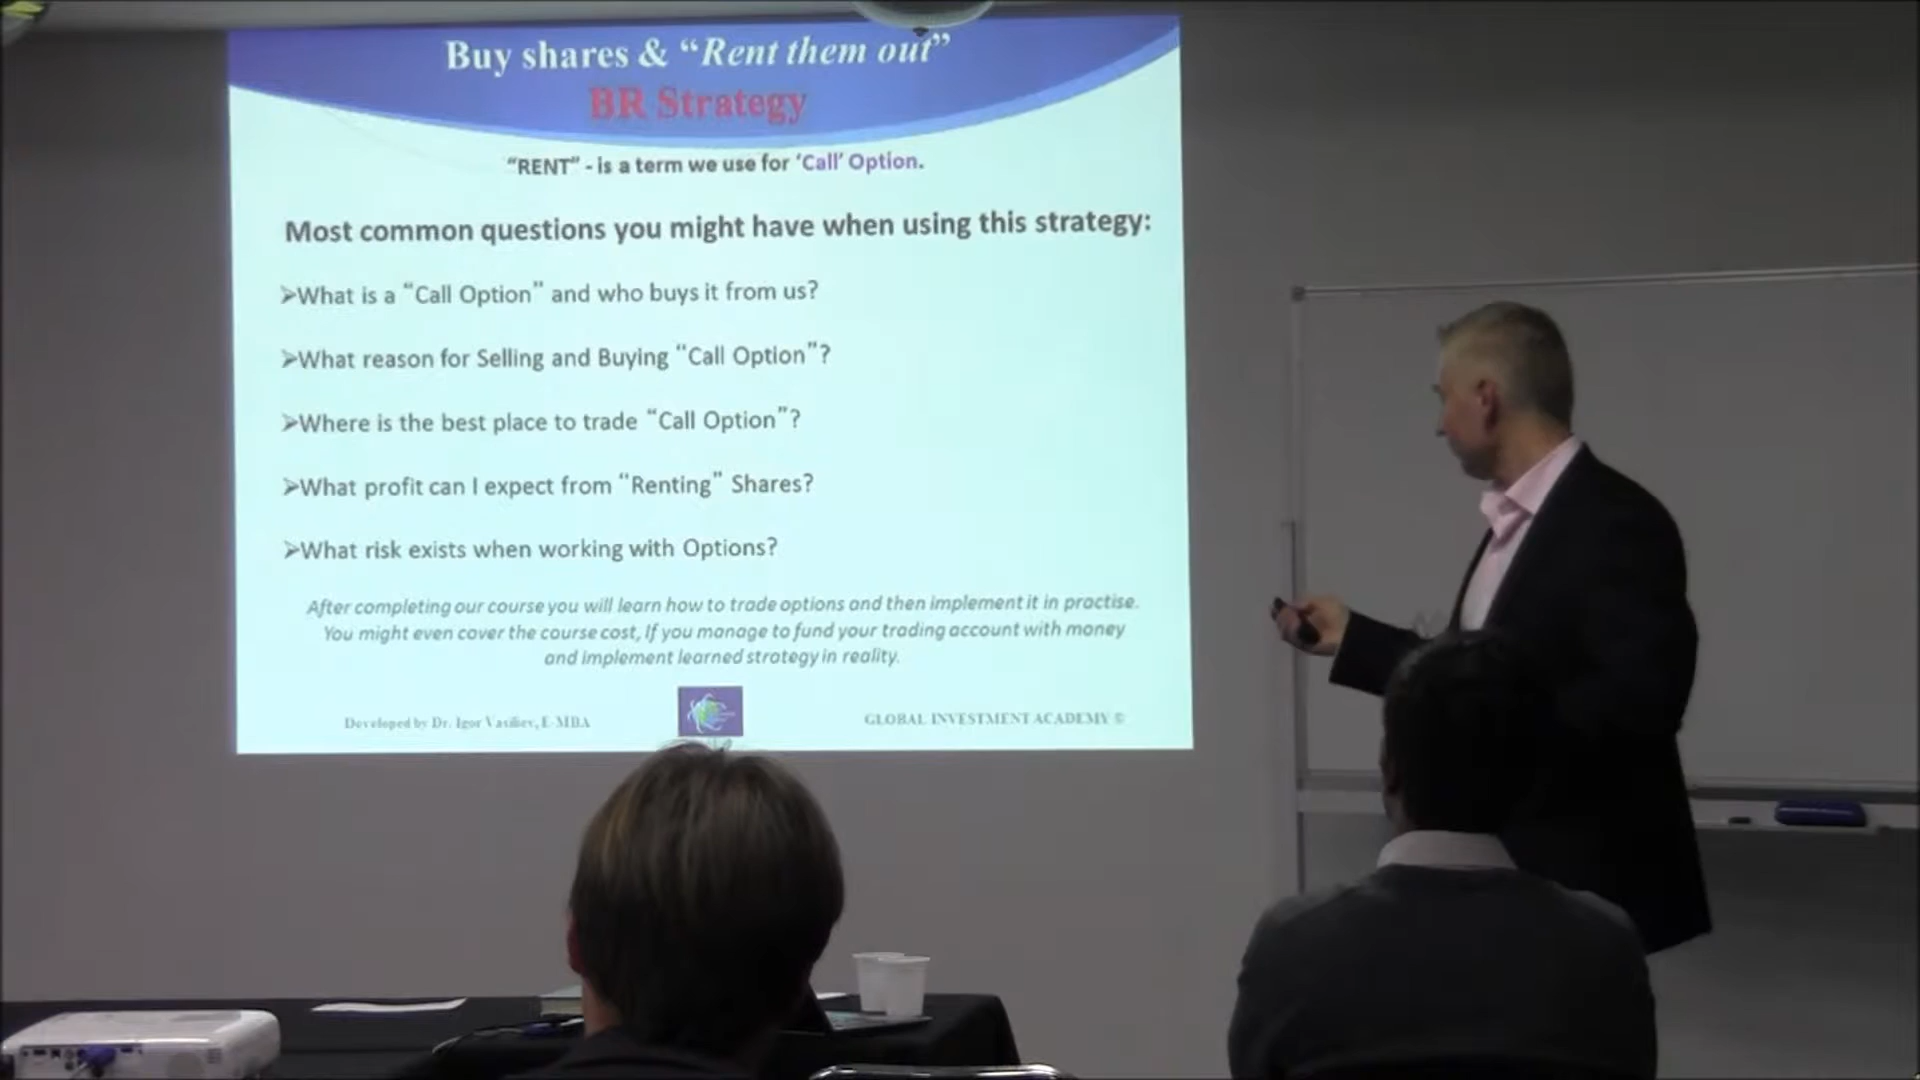 Buy shares & “Rent them out”
BR Strategy
“RENT” - is a term we use for ‘Call’ Option.
Most common questions you might have when using this strategy:
➢What is a “Call Option” and who buys it from us?
➢What reason for Selling and Buying “Call Option”?
➢Where is the best place to trade “Call Option”?
➢What profit can I expect from “Renting” Shares?
➢What risk exists when working with Options?
After completing our course you will learn how to trade options and then implement it in practise.
You might even cover the course cost, If you manage to fund your trading account with money
and implement learned strategy in reality.
Developed by Dr. Igor Vasiliev, E-MBA
GLOBAL INVESTMENT ACADEMY ©